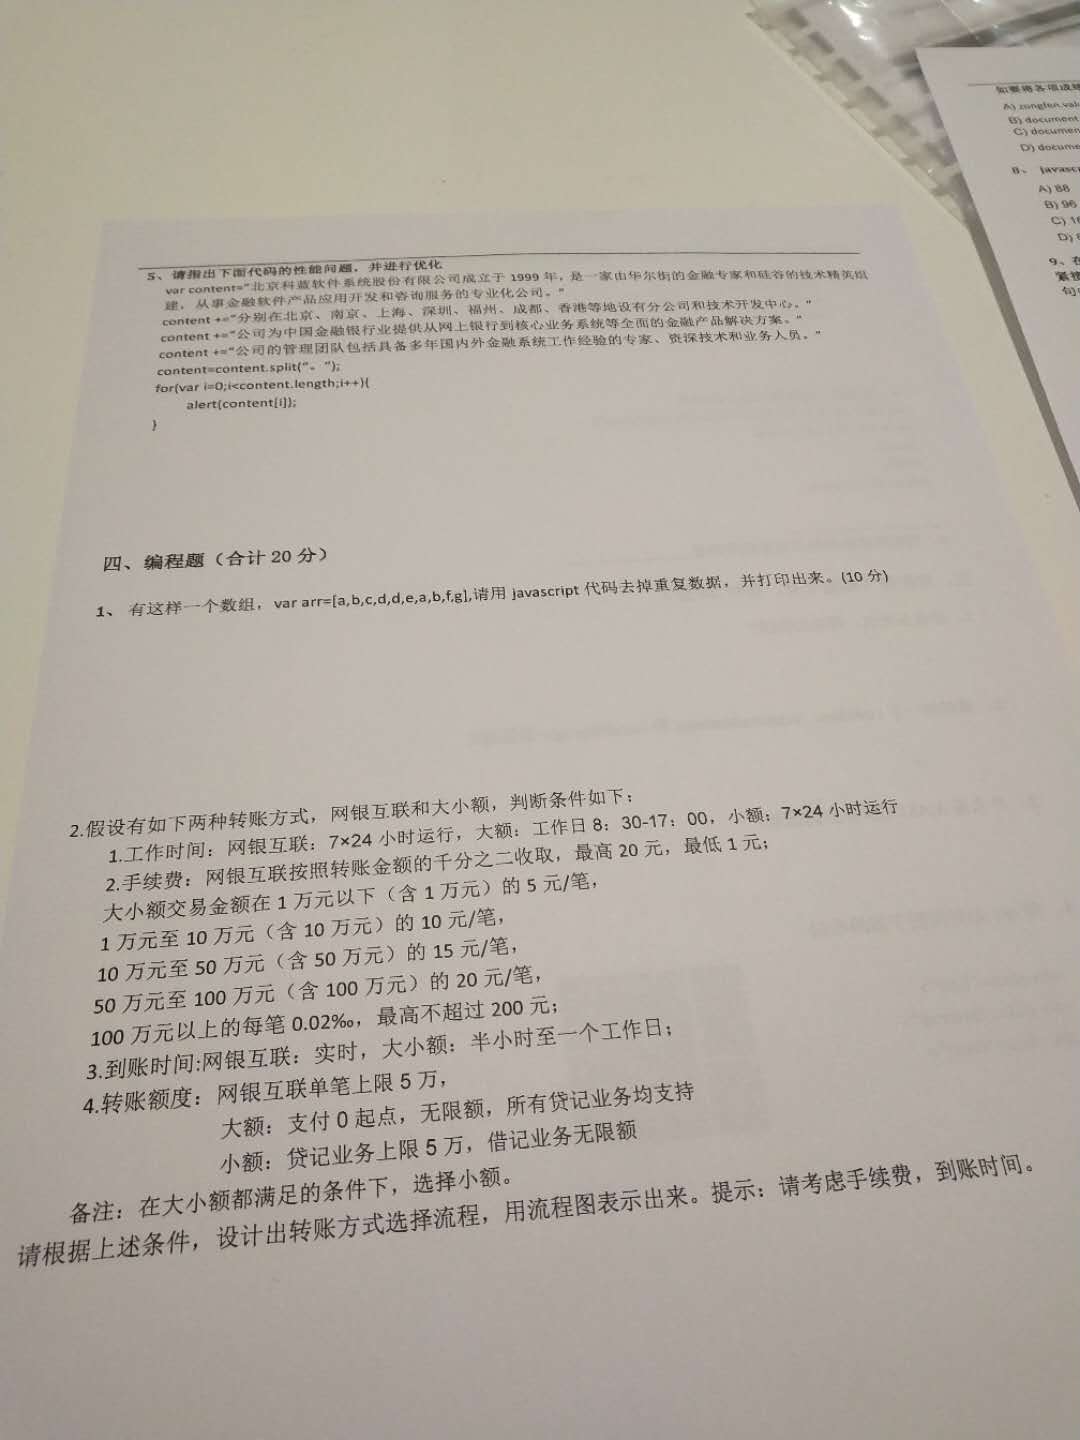 5、请指出下面代码的性能问题，并进行优化
var content="北京科蓝软件系统股份有限公司成立于 1999 年，是一家由华尔街的金融专家和硅谷的技术精英组
建，从事金融软件产品应用开发和咨询服务的专业化公司。"
content +="分别在北京、南京、上海、深圳、福州、成都、香港等地设有分公司和技术开发中心。"
content +="公司为中国金融银行业提供从网上银行到核心业务系统等全面的金融产品解决方案。"
content +="公司的管理团队包括具备多年国内外金融系统工作经验的专家、资深技术和业务人员。"
content=content.split("。");
for(var i=0;i<content.length;i++){
alert(content[i]);
}
四、编程题（合计 20 分）
1、 有这样一个数组，var arr=[a,b,c,d,d,e,a,b,f,g],请用 javascript 代码去掉重复数据，并打印出来。(10 分)
2.假设有如下两种转账方式，网银互联和大小额，判断条件如下：
1.工作时间：网银互联：7×24 小时运行，大额：工作日 8：30-17：00，小额：7×24 小时运行
2.手续费：网银互联按照转账金额的千分之二收取，最高 20 元，最低 1 元；
大小额交易金额在 1 万元以下（含 1 万元）的 5 元/笔，
1 万元至 10 万元（含 10 万元）的 10 元/笔，
10 万元至 50 万元（含 50 万元）的 15 元/笔，
50 万元至 100 万元（含 100 万元）的 20 元/笔，
100 万元以上的每笔 0.02‰，最高不超过 200 元；
3.到账时间:网银互联：实时，大小额：半小时至一个工作日；
4.转账额度：网银互联单笔上限 5 万，
大额：支付 0 起点，无限额，所有贷记业务均支持
小额：贷记业务上限 5 万，借记业务无限额
备注：在大小额都满足的条件下，选择小额。
请根据上述条件，设计出转账方式选择流程，用流程图表示出来。提示：请考虑手续费，到账时间。
A) zongfen.val
B) document
C) documen
D) docume
8、 javasc
A) 88
B) 96
C) 1
D)
9、